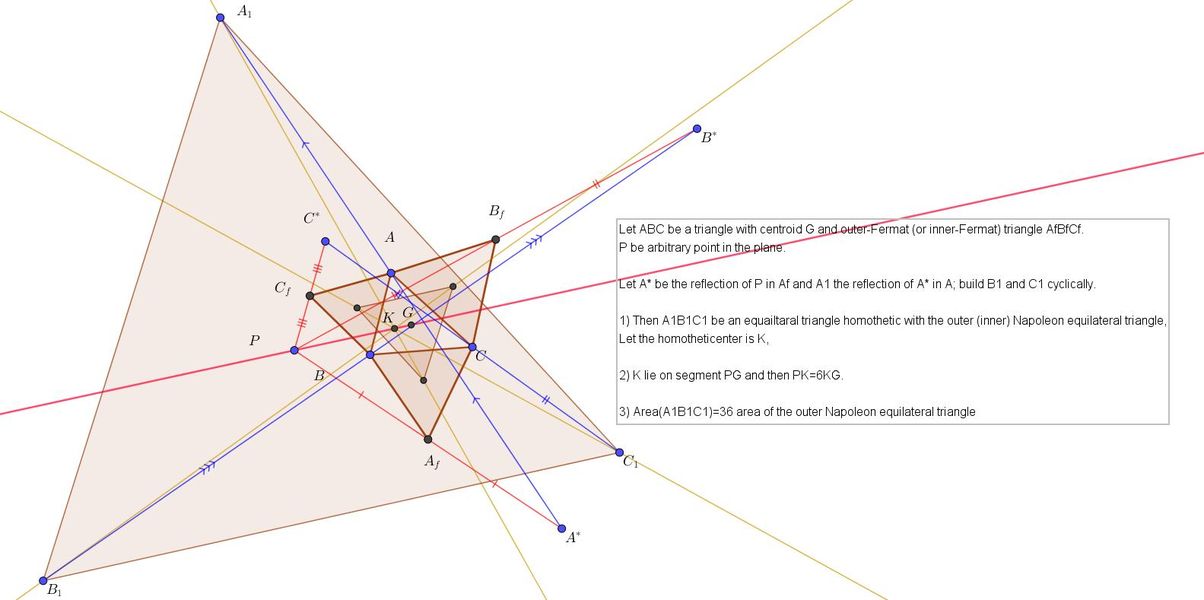 A₁
B*
C*
B_f
A
C_f
K
G
P
C
B
A_f
C₁
A*
B₁
Let ABC be a triangle with centroid G and outer-Fermat (or inner-Fermat) triangle AfBfCf.
P be arbitrary point in the plane.
Let A* be the reflection of P in Af and A1 the reflection of A* in A; build B1 and C1 cyclically.
1) Then A1B1C1 be an equailtaral triangle homothetic with the outer (inner) Napoleon equilateral triangle,
Let the homotheticenter is K,
2) K lie on segment PG and then PK=6KG.
3) Area(A1B1C1)=36 area of the outer Napoleon equilateral triangle